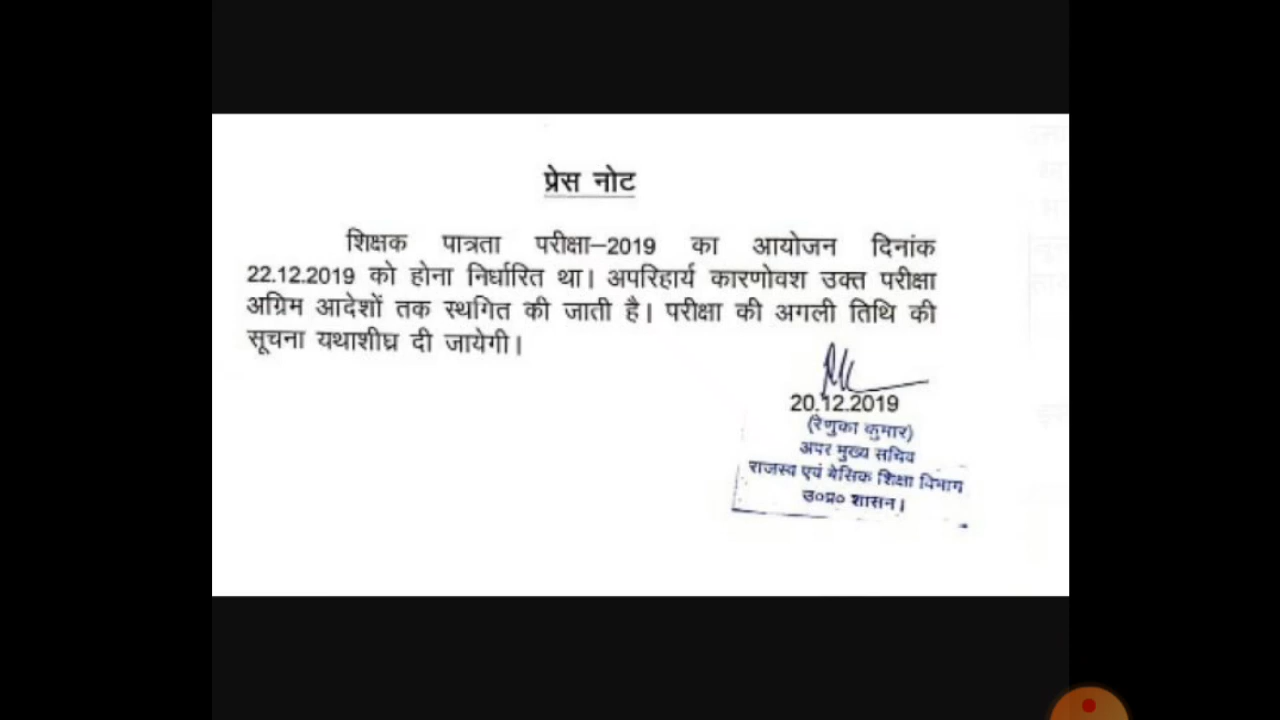 प्रेस नोट
शिक्षक पात्रता परीक्षा–2019 का आयोजन दिनांक
22.12.2019 को होना निर्धारित था। अपरिहार्य कारणोवश उक्त परीक्षा
अग्रिम आदेशों तक स्थगित की जाती है। परीक्षा की अगली तिथि की
सूचना यथाशीघ्र दी जायेगी।
20.12.2019
(रेणुका कुमार)
अपर मुख्य सचिव
राजस्व एवं बेसिक शिक्षा विभाग
उ०प्र० शासन।